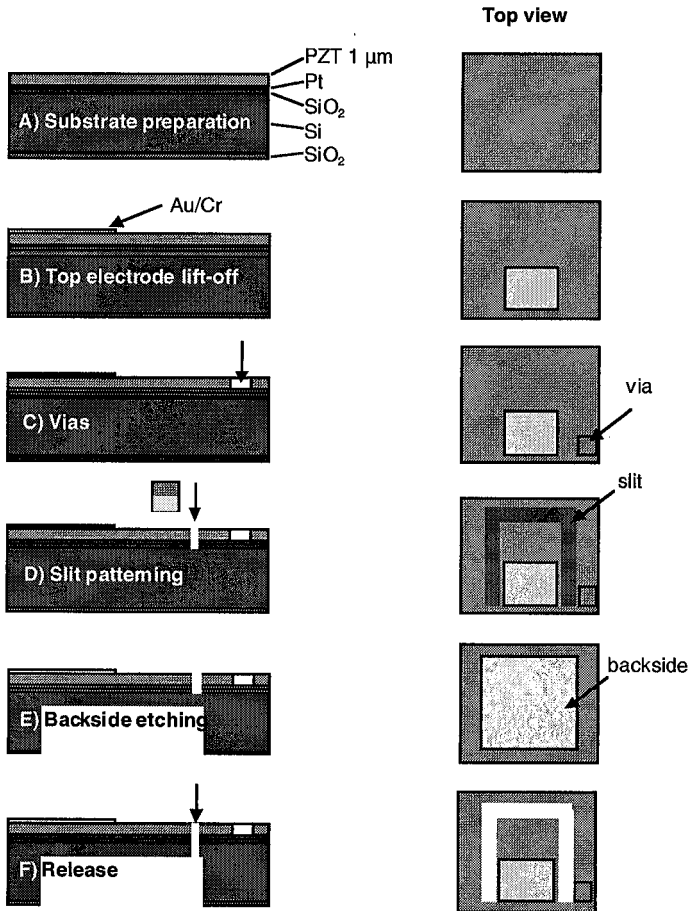 Top view
PZT 1 µm
Pt
SiO₂
Si
SiO₂
A) Substrate preparation
Au/Cr
B) Top electrode lift-off
C) Vias
via
slit
D) Slit patterning
backside
E) Backside etching
F) Release